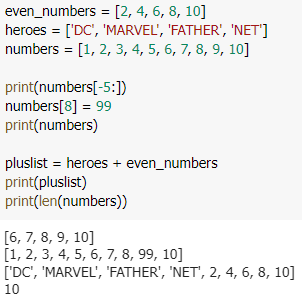 even_numbers = [2, 4, 6, 8, 10]
heroes = ['DC', 'MARVEL', 'FATHER', 'NET']
numbers = [1, 2, 3, 4, 5, 6, 7, 8, 9, 10]
print(numbers[-5:])
numbers[8] = 99
print(numbers)
pluslist = heroes + even_numbers
print(pluslist)
print(len(numbers))
[6, 7, 8, 9, 10]
[1, 2, 3, 4, 5, 6, 7, 8, 99, 10]
['DC', 'MARVEL', 'FATHER', 'NET', 2, 4, 6, 8, 10]
10